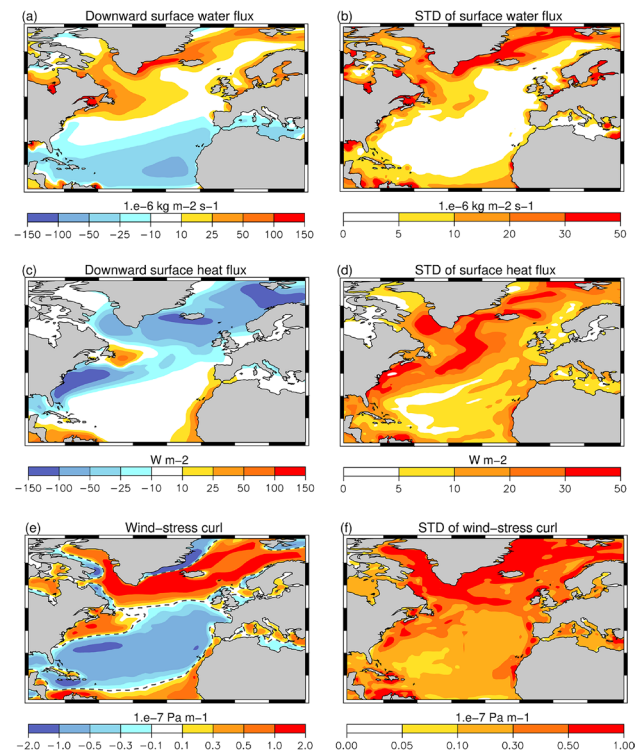 (a) Downward surface water flux
(b) STD of surface water flux
1.e−6 kg m−2 s−1
−150 −100 −50 −25 −10 10 25 50 100 150
1.e−6 kg m−2 s−1
0 5 10 20 30 50
(c) Downward surface heat flux
(d) STD of surface heat flux
W m−2
−150 −100 −50 −25 −10 10 25 50 100 150
W m−2
0 5 10 20 30 50
(e) Wind−stress curl
(f) STD of wind−stress curl
1.e−7 Pa m−1
−2.0 −1.0 −0.5 −0.3 −0.1 0.1 0.3 0.5 1.0 2.0
1.e−7 Pa m−1
0.00 0.05 0.10 0.20 0.50 1.00